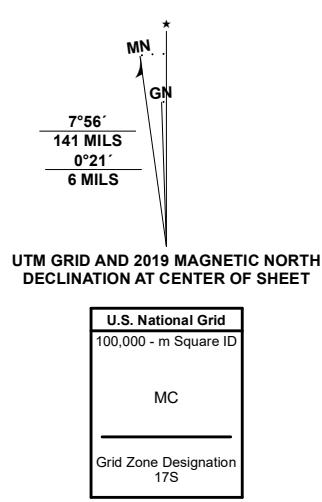 MN
GN
7°56´
141 MILS
0°21´
6 MILS
UTM GRID AND 2019 MAGNETIC NORTH
DECLINATION AT CENTER OF SHEET
U.S. National Grid
100,000 - m Square ID
MC
Grid Zone Designation
17S